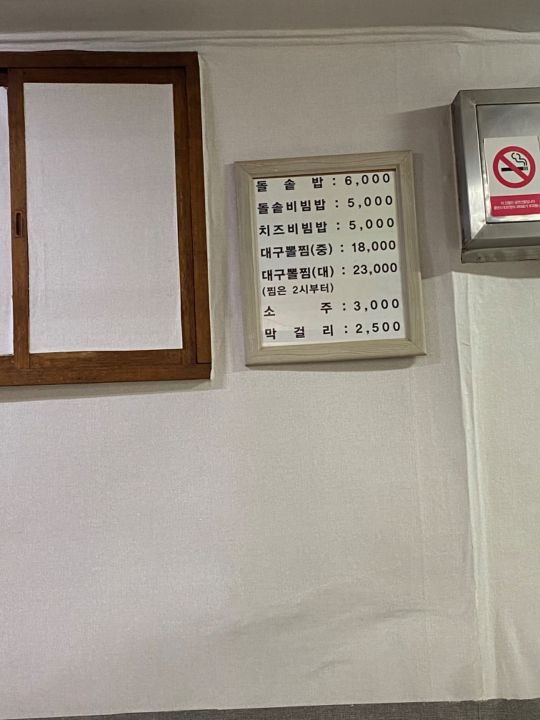 돌 솥 밥 : 6,000
돌솥비빔밥 : 5,000
치즈비빔밥 : 5,000
대구뽈찜(중) : 18,000
대구뽈찜(대) : 23,000
(찜은 2시부터)
소 주 : 3,000
막 걸 리 : 2,500